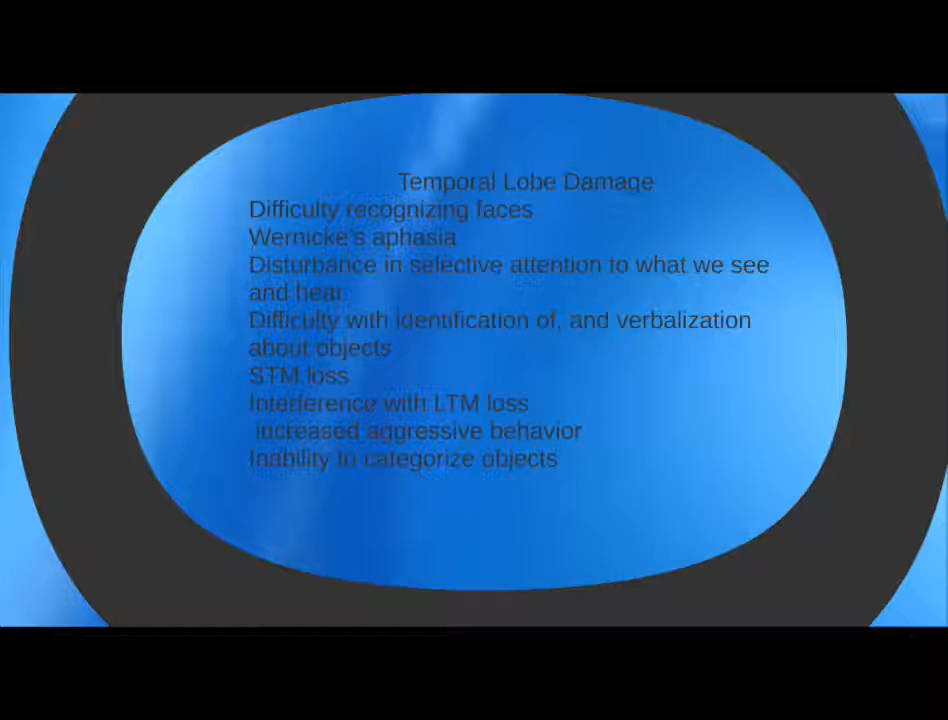 Temporal Lobe Damage
Difficulty recognizing faces
Wernicke's aphasia
Disturbance in selective attention to what we see
and hear.
Difficulty with identification of, and verbalization
about objects
STM loss
Interference with LTM loss
increased aggressive behavior
Inability to categorize objects